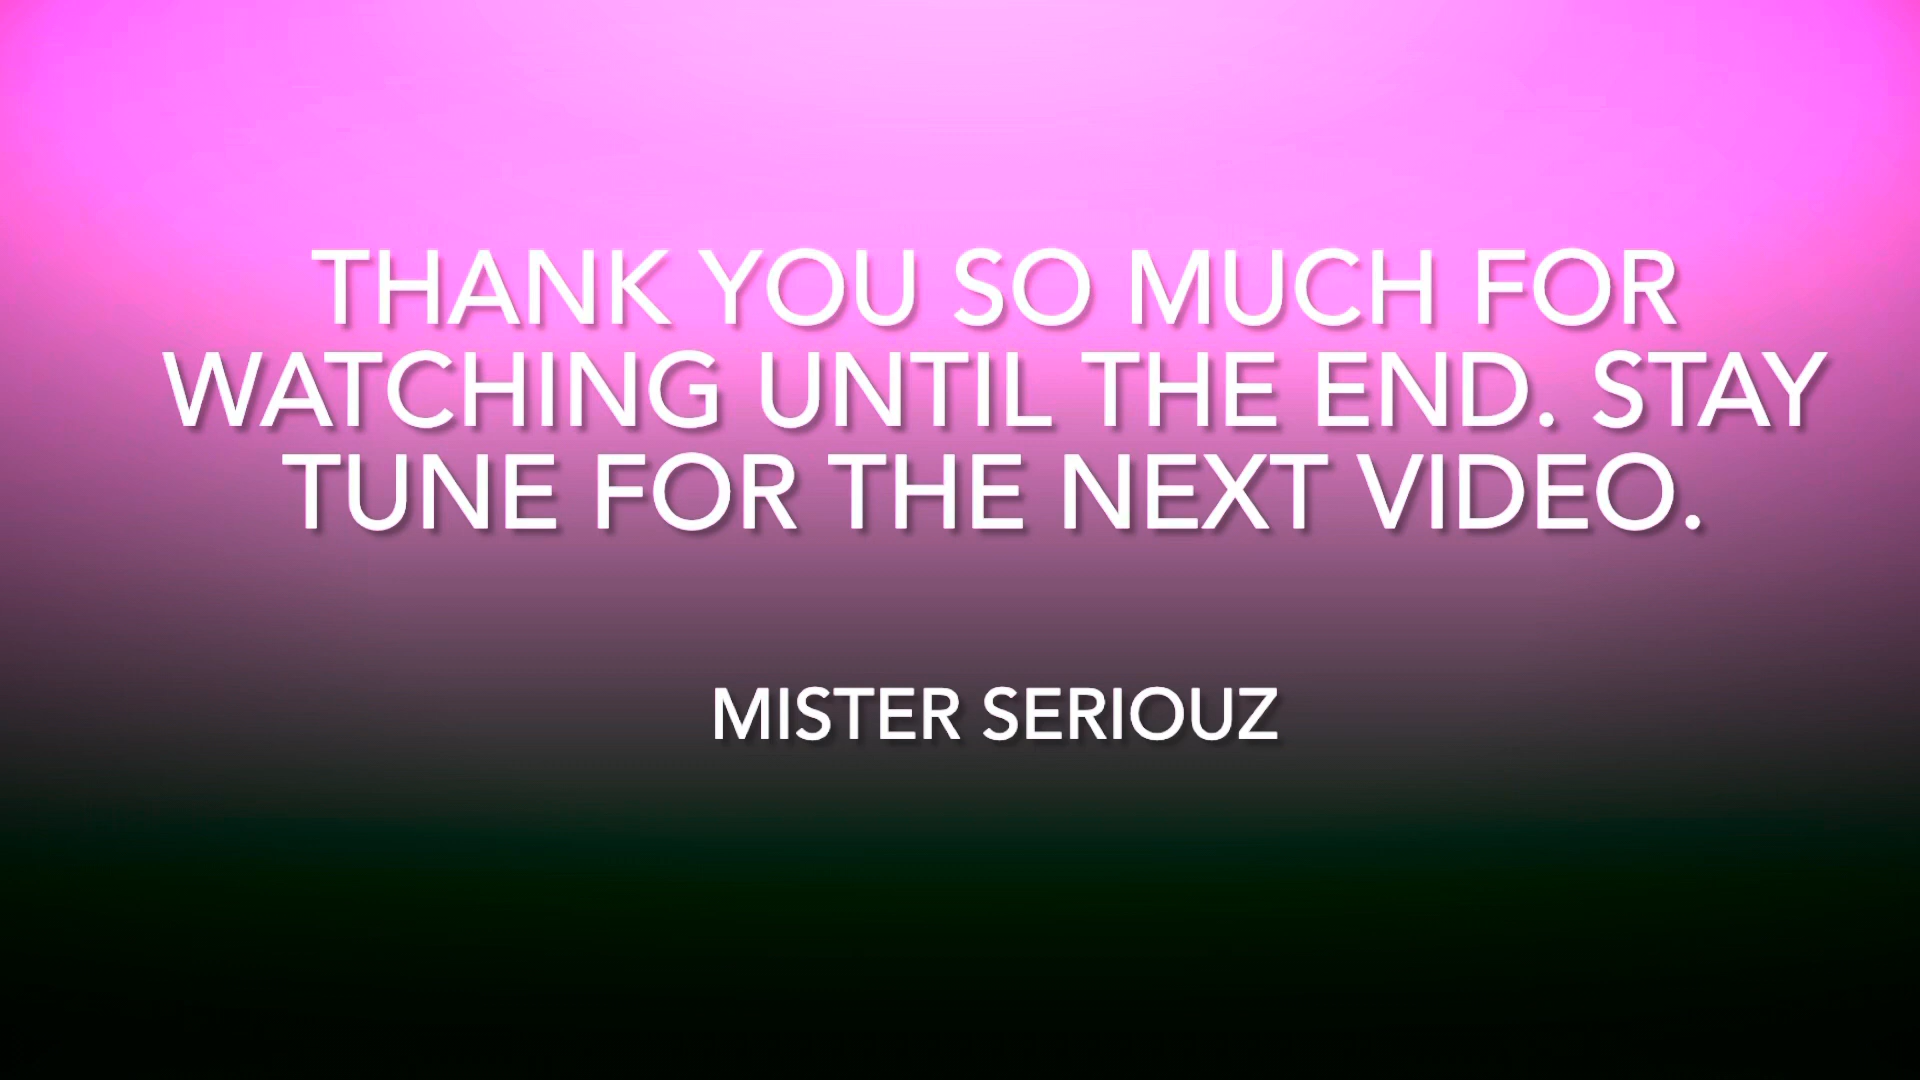 THANK YOU SO MUCH FOR
WATCHING UNTIL THE END. STAY
TUNE FOR THE NEXT VIDEO.
MISTER SERIOUZ